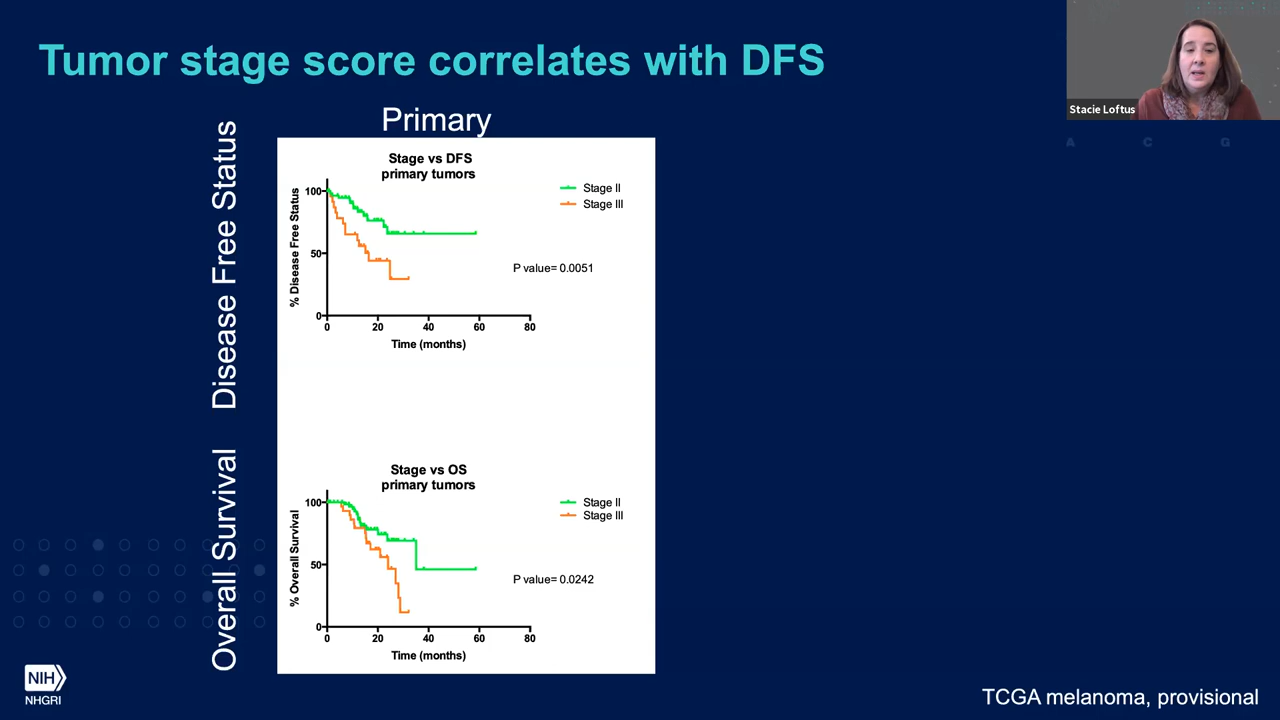 Tumor stage score correlates with DFS
Stacie Loftus
A C G
Primary
Disease Free Status
Stage vs DFS
primary tumors
% Disease Free Status
100
50
0
0 20 40 60 80
Time (months)
Stage II
Stage III
P value= 0.0051
Overall Survival
Stage vs OS
primary tumors
% Overall Survival
100
50
0
0 20 40 60 80
Time (months)
Stage II
Stage III
P value= 0.0242
NIH
NHGRI
TCGA melanoma, provisional